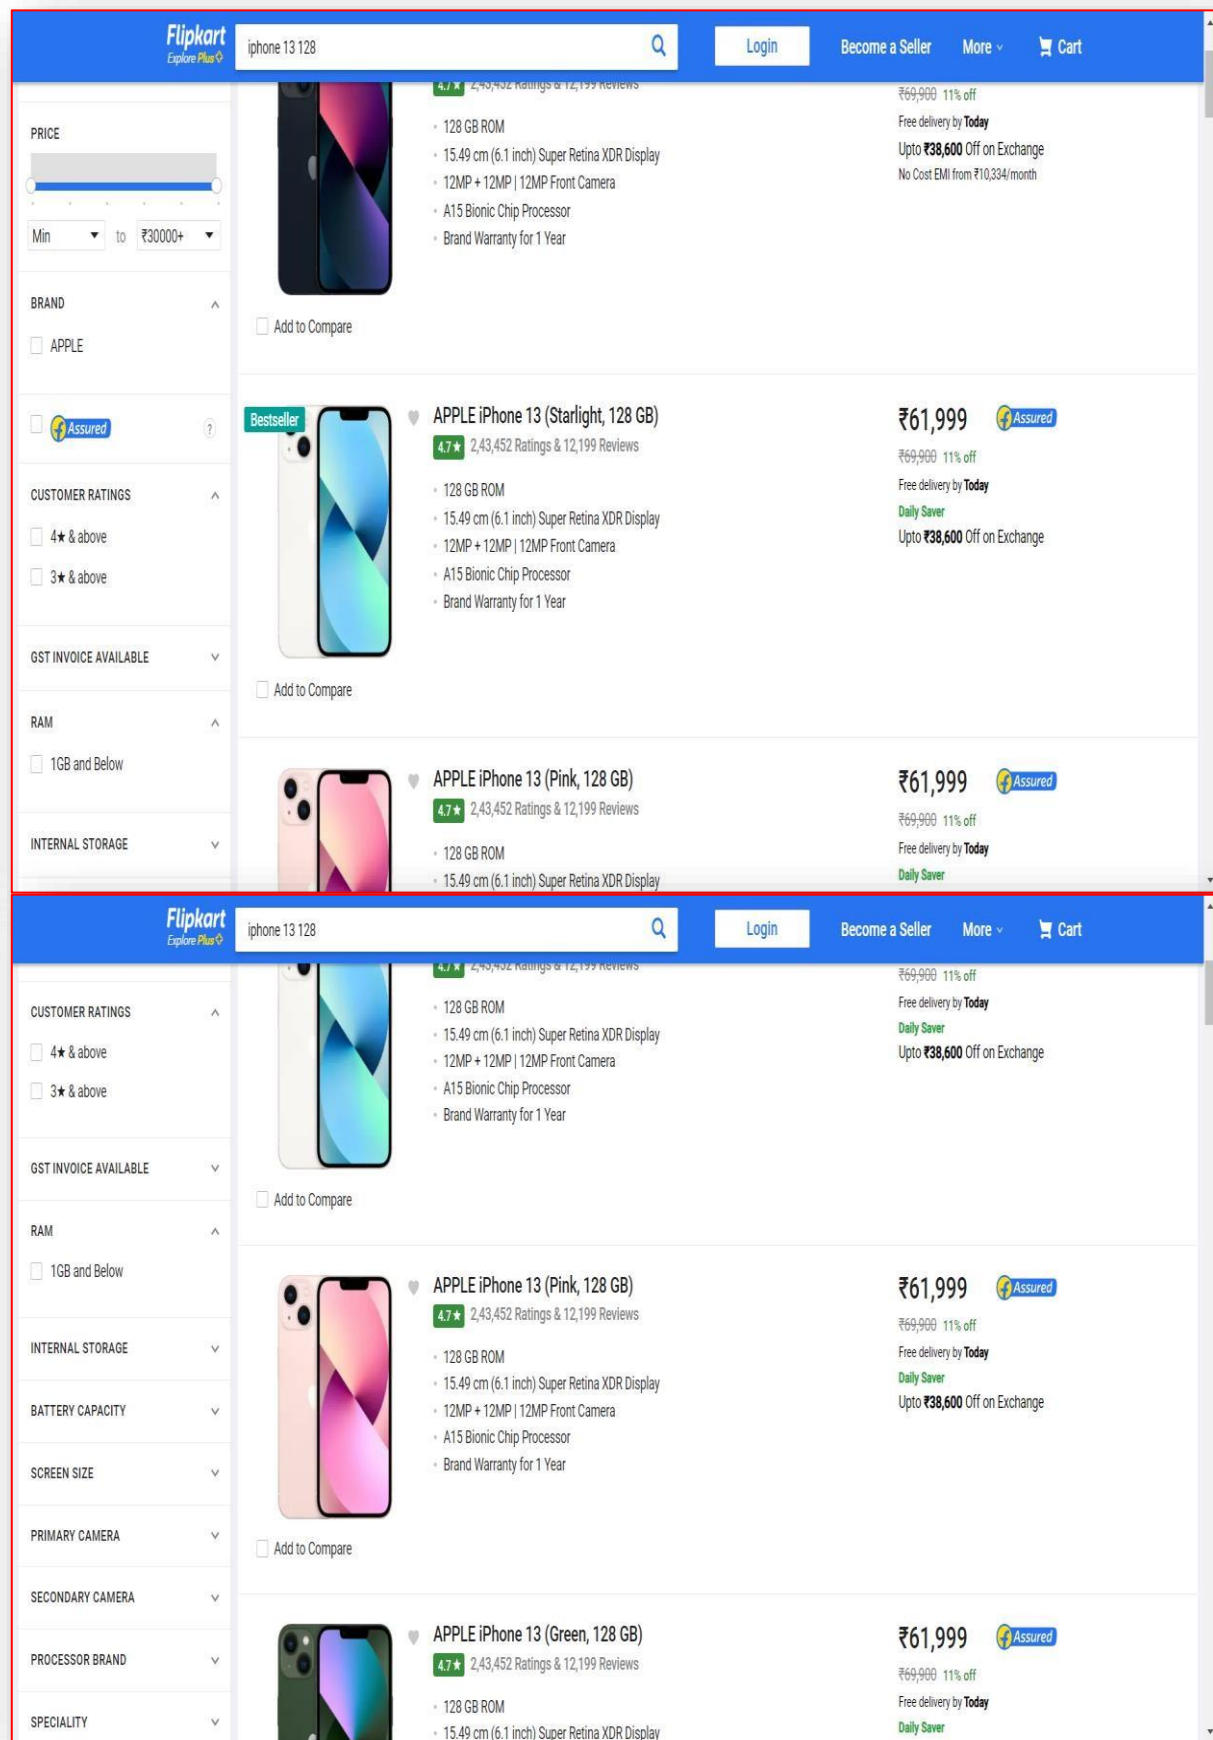 Flipkart
Explore Plus
iphone 13 128
Login
Become a Seller
More
Cart
PRICE
Min
to
₹30000+
BRAND
APPLE
Assured
?
CUSTOMER RATINGS
4★ & above
3★ & above
GST INVOICE AVAILABLE
RAM
1GB and Below
INTERNAL STORAGE
4.7★ 2,43,452 Ratings & 12,199 Reviews
128 GB ROM
15.49 cm (6.1 inch) Super Retina XDR Display
12MP + 12MP | 12MP Front Camera
A15 Bionic Chip Processor
Brand Warranty for 1 Year
₹69,900 11% off
Free delivery by Today
Upto ₹38,600 Off on Exchange
No Cost EMI from ₹10,334/month
Add to Compare
Bestseller
APPLE iPhone 13 (Starlight, 128 GB)
4.7★ 2,43,452 Ratings & 12,199 Reviews
128 GB ROM
15.49 cm (6.1 inch) Super Retina XDR Display
12MP + 12MP | 12MP Front Camera
A15 Bionic Chip Processor
Brand Warranty for 1 Year
₹61,999 Assured
₹69,900 11% off
Free delivery by Today
Daily Saver
Upto ₹38,600 Off on Exchange
Add to Compare
APPLE iPhone 13 (Pink, 128 GB)
4.7★ 2,43,452 Ratings & 12,199 Reviews
128 GB ROM
15.49 cm (6.1 inch) Super Retina XDR Display
₹61,999 Assured
₹69,900 11% off
Free delivery by Today
Daily Saver
Flipkart
Explore Plus
iphone 13 128
Login
Become a Seller
More
Cart
CUSTOMER RATINGS
4★ & above
3★ & above
GST INVOICE AVAILABLE
RAM
1GB and Below
INTERNAL STORAGE
BATTERY CAPACITY
SCREEN SIZE
PRIMARY CAMERA
SECONDARY CAMERA
PROCESSOR BRAND
SPECIALITY
4.7★ 2,43,452 Ratings & 12,199 Reviews
128 GB ROM
15.49 cm (6.1 inch) Super Retina XDR Display
12MP + 12MP | 12MP Front Camera
A15 Bionic Chip Processor
Brand Warranty for 1 Year
₹69,900 11% off
Free delivery by Today
Daily Saver
Upto ₹38,600 Off on Exchange
Add to Compare
APPLE iPhone 13 (Pink, 128 GB)
4.7★ 2,43,452 Ratings & 12,199 Reviews
128 GB ROM
15.49 cm (6.1 inch) Super Retina XDR Display
12MP + 12MP | 12MP Front Camera
A15 Bionic Chip Processor
Brand Warranty for 1 Year
₹61,999 Assured
₹69,900 11% off
Free delivery by Today
Daily Saver
Upto ₹38,600 Off on Exchange
Add to Compare
APPLE iPhone 13 (Green, 128 GB)
4.7★ 2,43,452 Ratings & 12,199 Reviews
128 GB ROM
15.49 cm (6.1 inch) Super Retina XDR Display
₹61,999 Assured
₹69,900 11% off
Free delivery by Today
Daily Saver